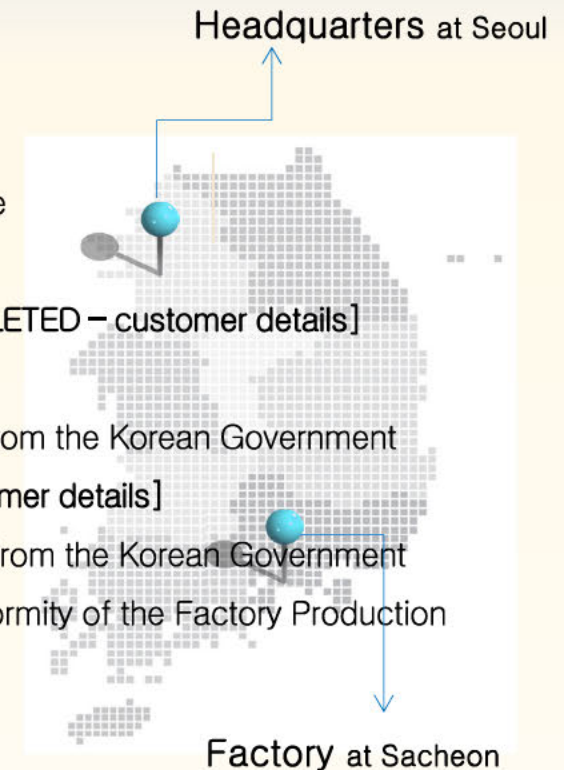 Headquarters at Seoul
LETED – customer details]
om the Korean Government
mer details]
rom the Korean Government
ormity of the Factory Production
Factory at Sacheon